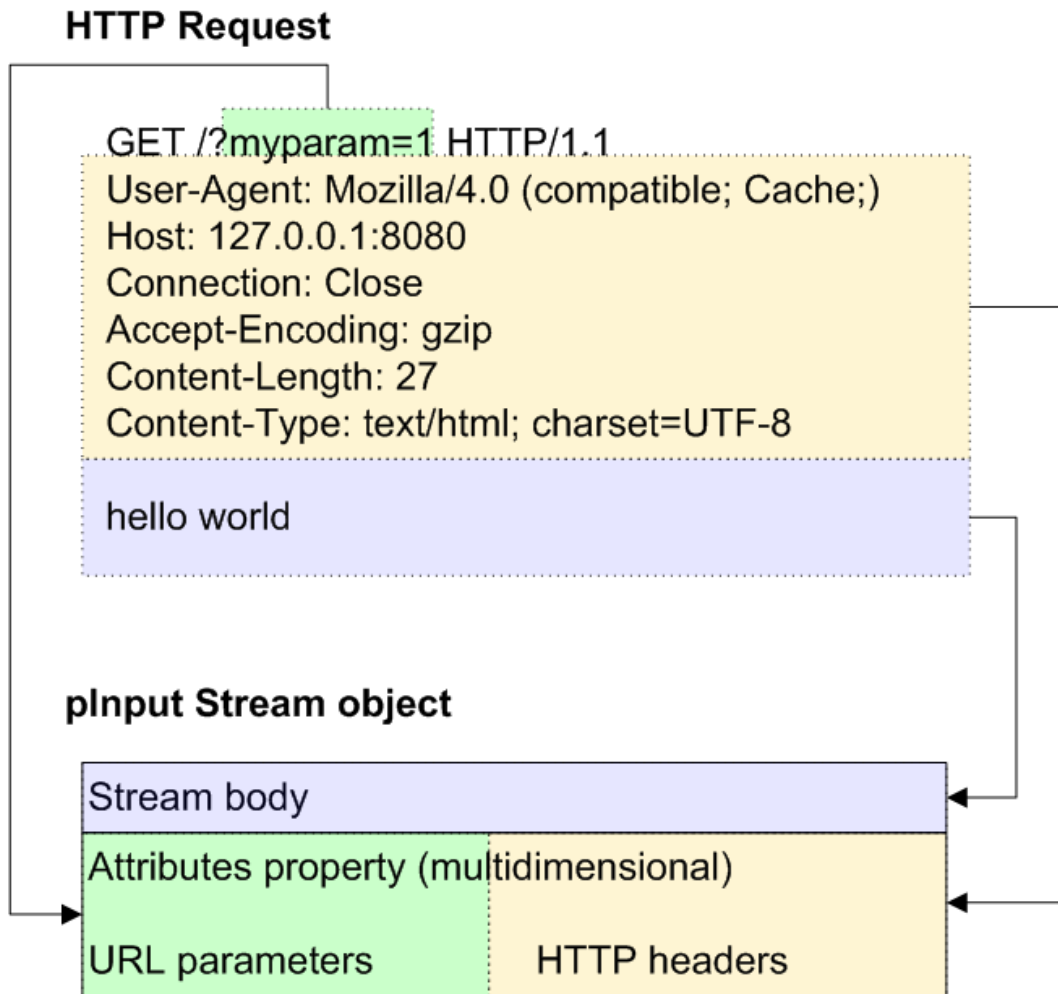 HTTP Request
GET /?myparam=1 HTTP/1.1
User-Agent: Mozilla/4.0 (compatible; Cache;)
Host: 127.0.0.1:8080
Connection: Close
Accept-Encoding: gzip
Content-Length: 27
Content-Type: text/html; charset=UTF-8
hello world
pInput Stream object
Stream body
Attributes property (multidimensional)
URL parameters HTTP headers